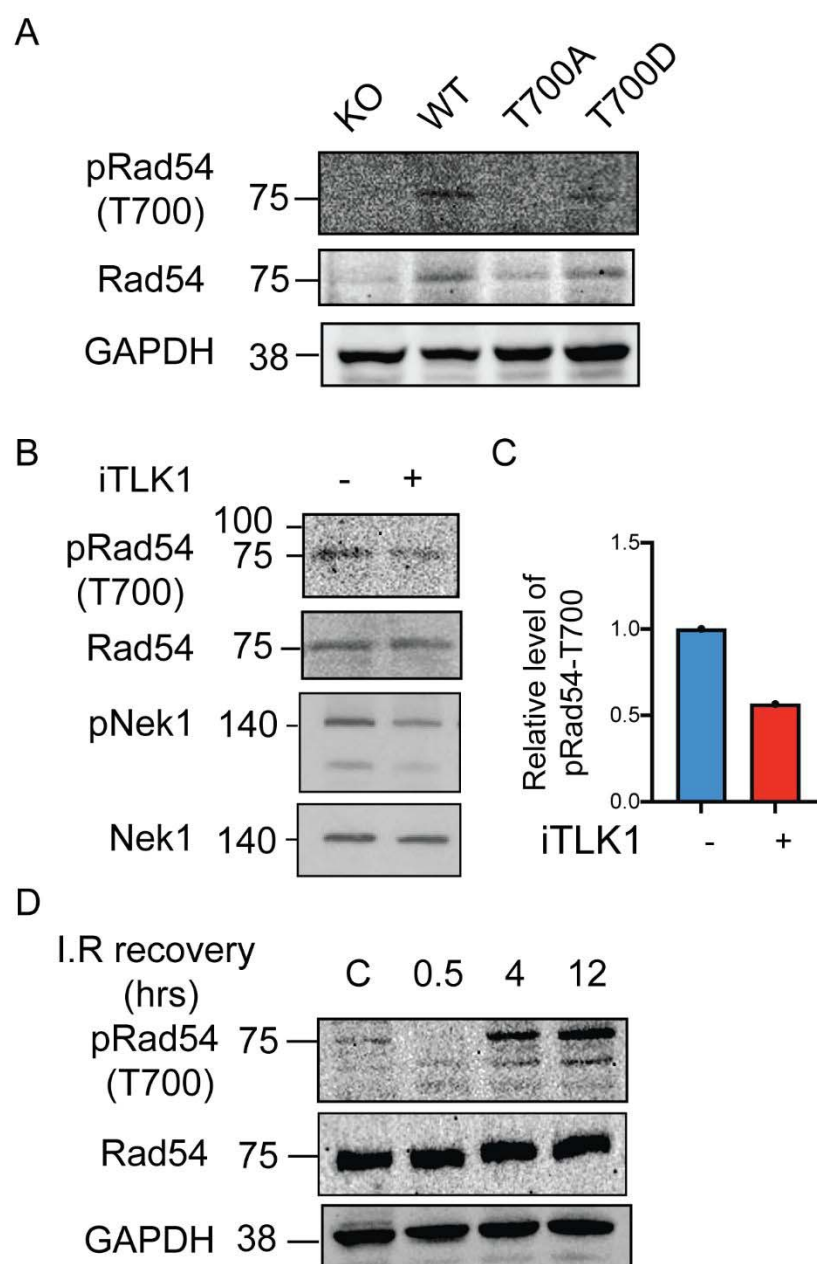 A
KO WT T700A T700D
pRad54
(T700) 75
Rad54 75
GAPDH 38
B
iTLK1 - +
100
pRad54 75
(T700)
Rad54 75
pNek1 140
Nek1 140
C
Relative level of
pRad54-T700
1.5
1.0
0.5
0.0
iTLK1 - +
D
I.R recovery
(hrs) C 0.5 4 12
pRad54 75
(T700)
Rad54 75
GAPDH 38